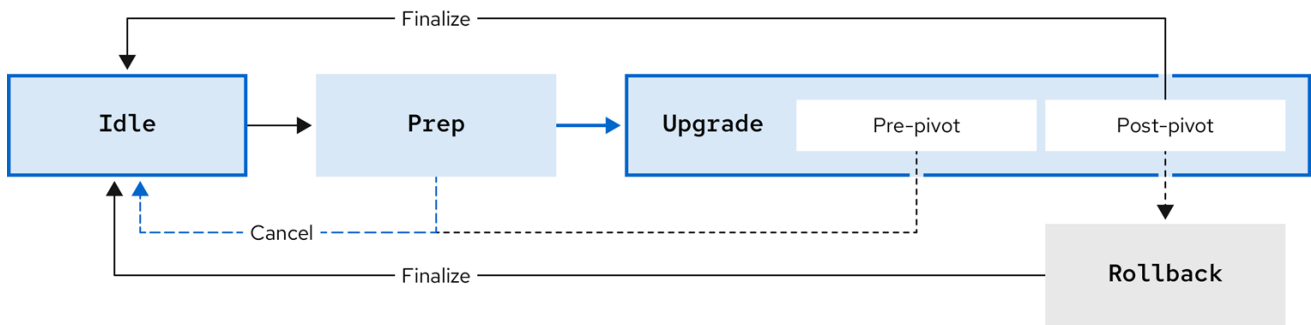 Finalize
Idle
Prep
Upgrade
Pre-pivot
Post-pivot
Cancel
Finalize
Rollback